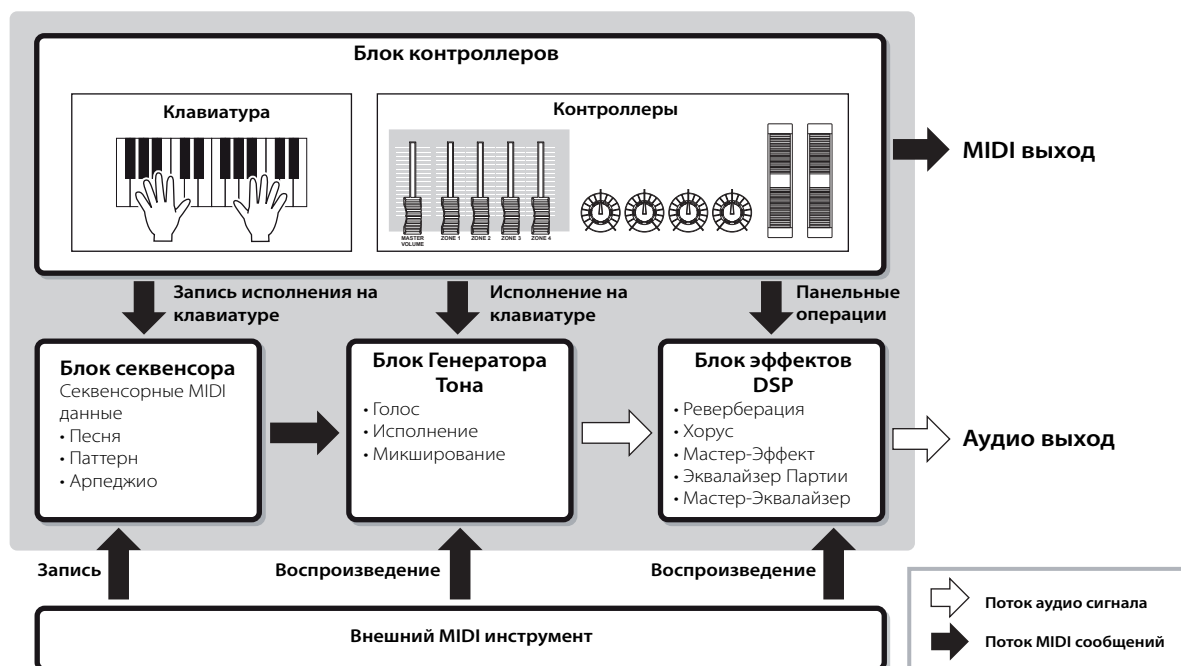 Блок контроллеров
Клавиатура
Контроллеры
MASTER
VOLUME
ZONE 1
ZONE 2
ZONE 3
ZONE 4
MIDI выход
Запись исполнения на
клавиатуре
Исполнение на
клавиатуре
Панельные
операции
Блок секвенсора
Секвенсорные MIDI
данные
• Песня
• Паттерн
• Арпеджио
Блок Генератора
Тона
• Голос
• Исполнение
• Микширование
Блок эффектов
DSP
• Реверберация
• Хорус
• Мастер-Эффект
• Эквалайзер Партии
• Мастер-Эквалайзер
Аудио выход
Запись
Воспроизведение
Воспроизведение
Внешний MIDI инструмент
Поток аудио сигнала
Поток MIDI сообщений